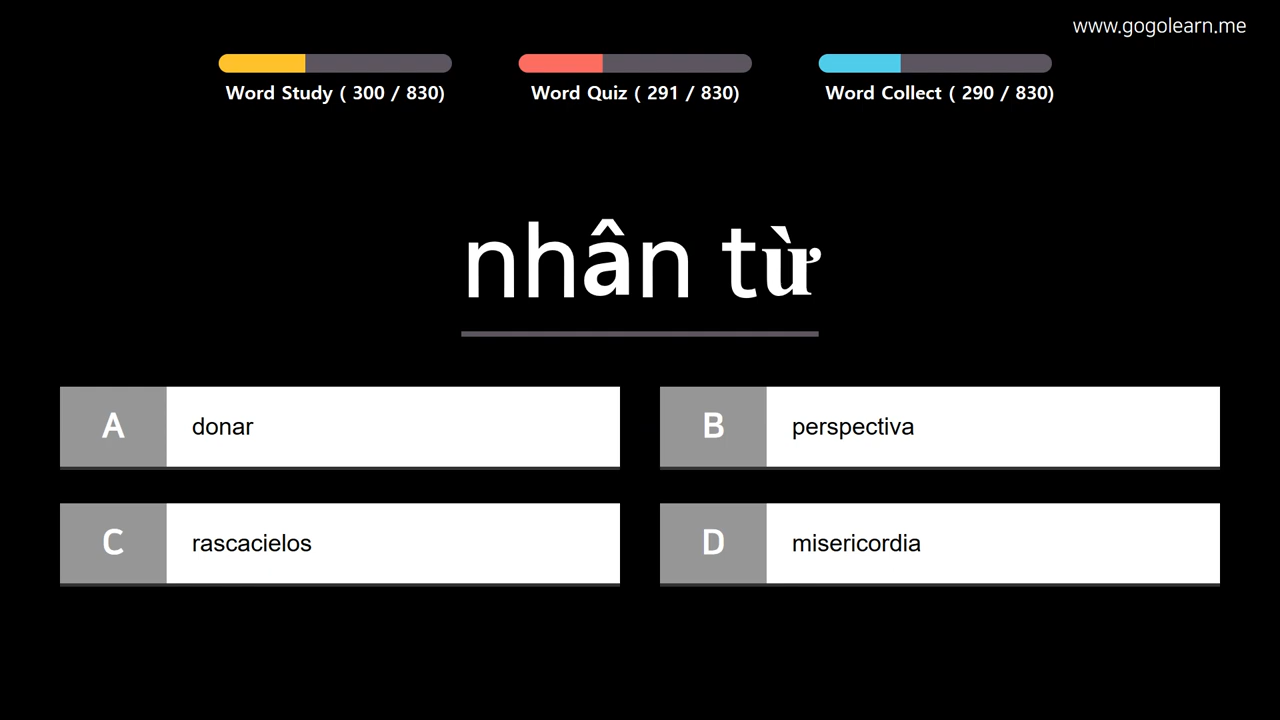 www.gogolearn.me
Word Study ( 300 / 830)
Word Quiz ( 291 / 830)
Word Collect ( 290 / 830)
nhân từ
A donar
B perspectiva
C rascacielos
D misericordia